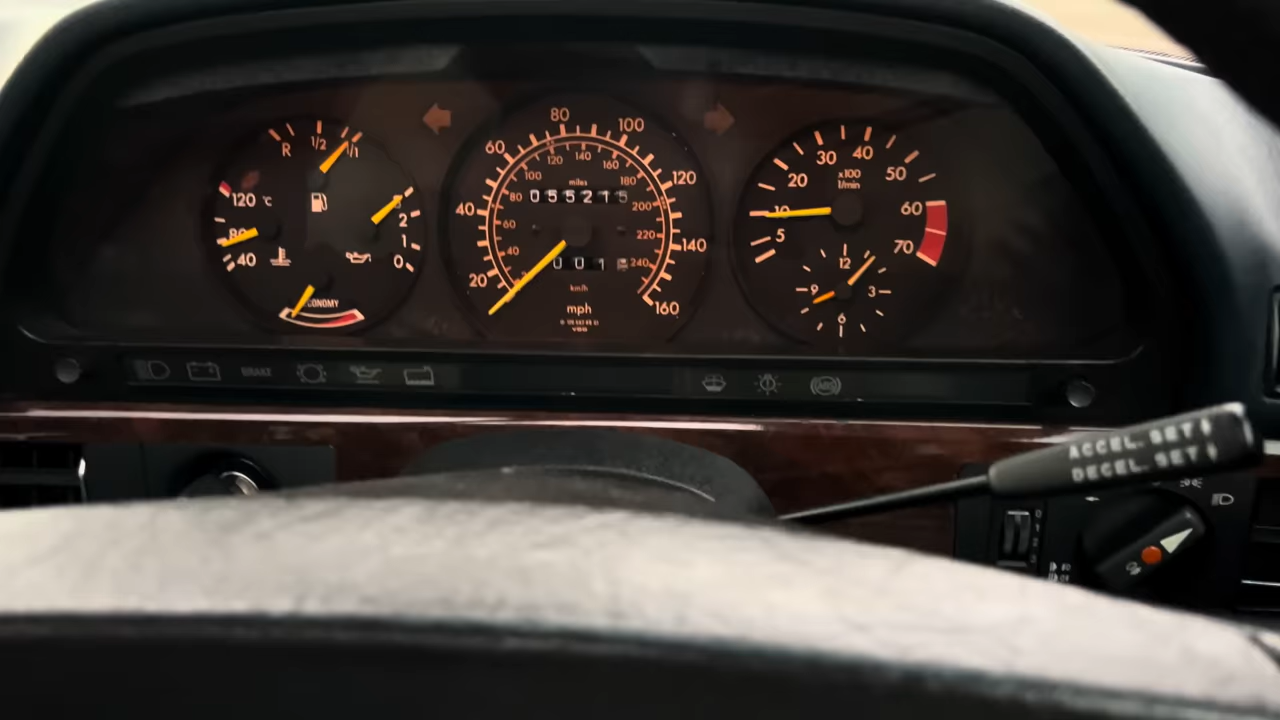 R 1/2 1/1
120 °C
80
40
3
2
1
0
ECONOMY
20 40 60 80 100 120 140 160
40 60 80 100 120 140 160 180 200 220 240
miles
055215
001
km/h
mph
VDO
5 10 20 30 40 50 60 70
x100
1/min
12
9 3
6
BRAKE
ABS
ACCEL. SET
DECEL. SET